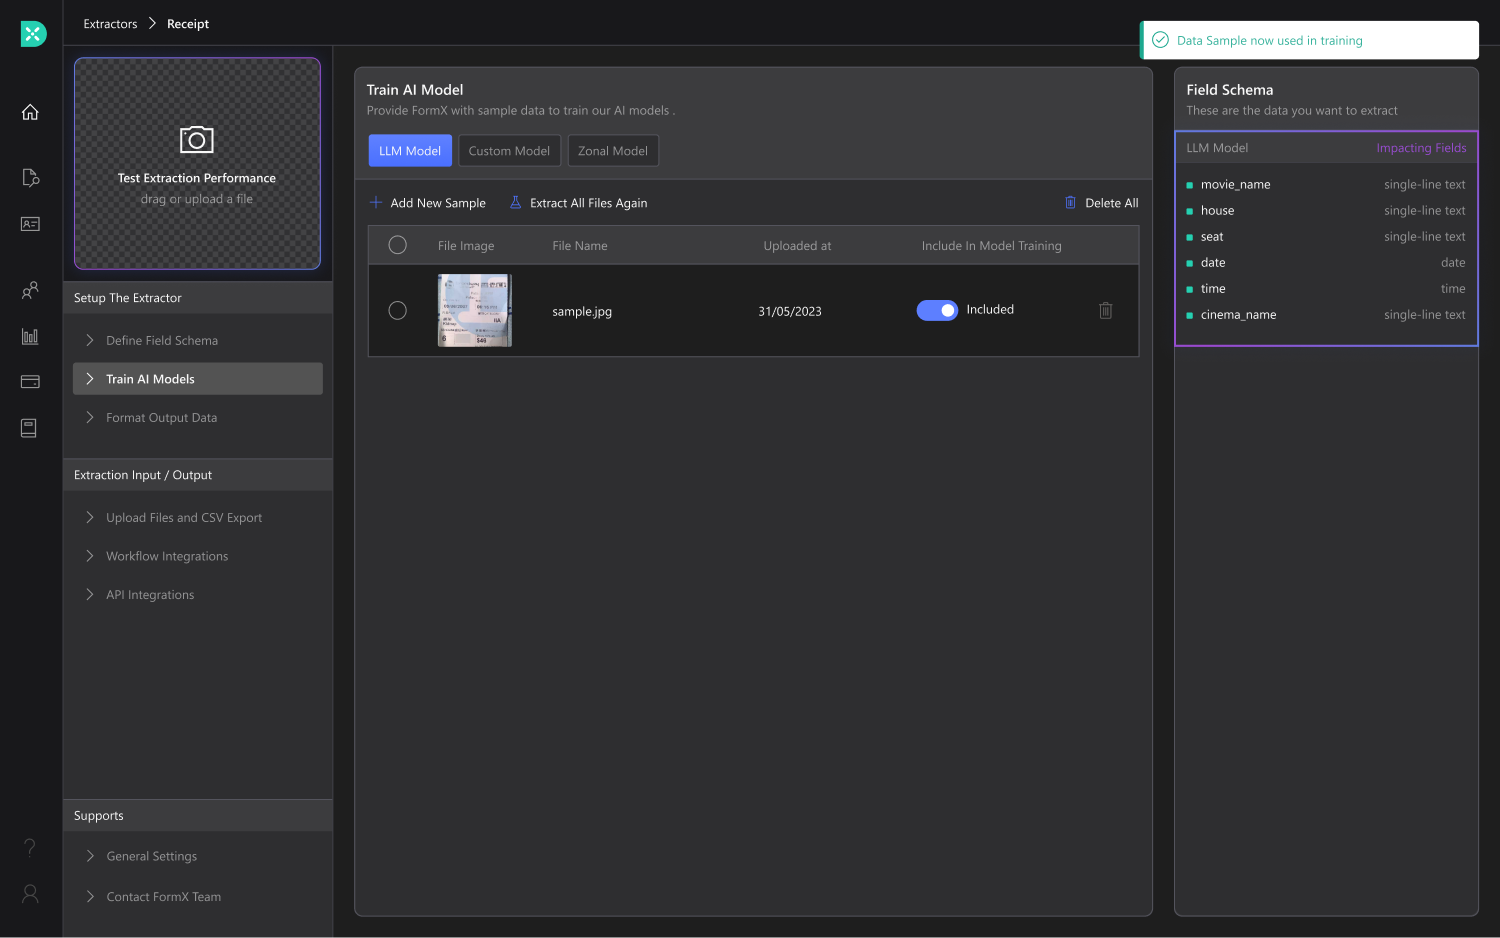 Extractors > Receipt
Data Sample now used in training
Test Extraction Performance
drag or upload a file
Setup The Extractor
Define Field Schema
Train AI Models
Format Output Data
Extraction Input / Output
Upload Files and CSV Export
Workflow Integrations
API Integrations
Supports
General Settings
Contact FormX Team
Train AI Model
Provide FormX with sample data to train our AI models .
LLM Model Custom Model Zonal Model
Add New Sample Extract All Files Again Delete All
File Image File Name Uploaded at Include In Model Training
sample.jpg 31/05/2023 Included
Field Schema
These are the data you want to extract
LLM Model Impacting Fields
movie_name single-line text
house single-line text
seat single-line text
date date
time time
cinema_name single-line text